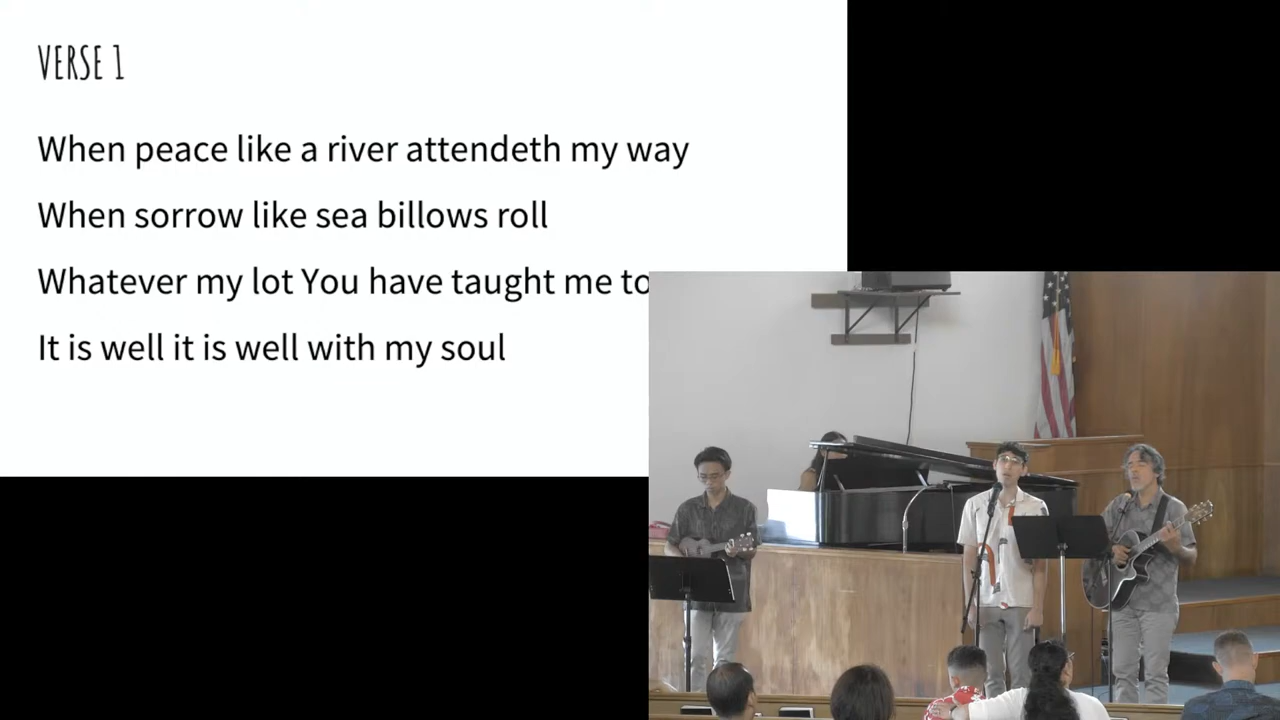 VERSE 1
When peace like a river attendeth my way
When sorrow like sea billows roll
Whatever my lot You have taught me to
It is well it is well with my soul